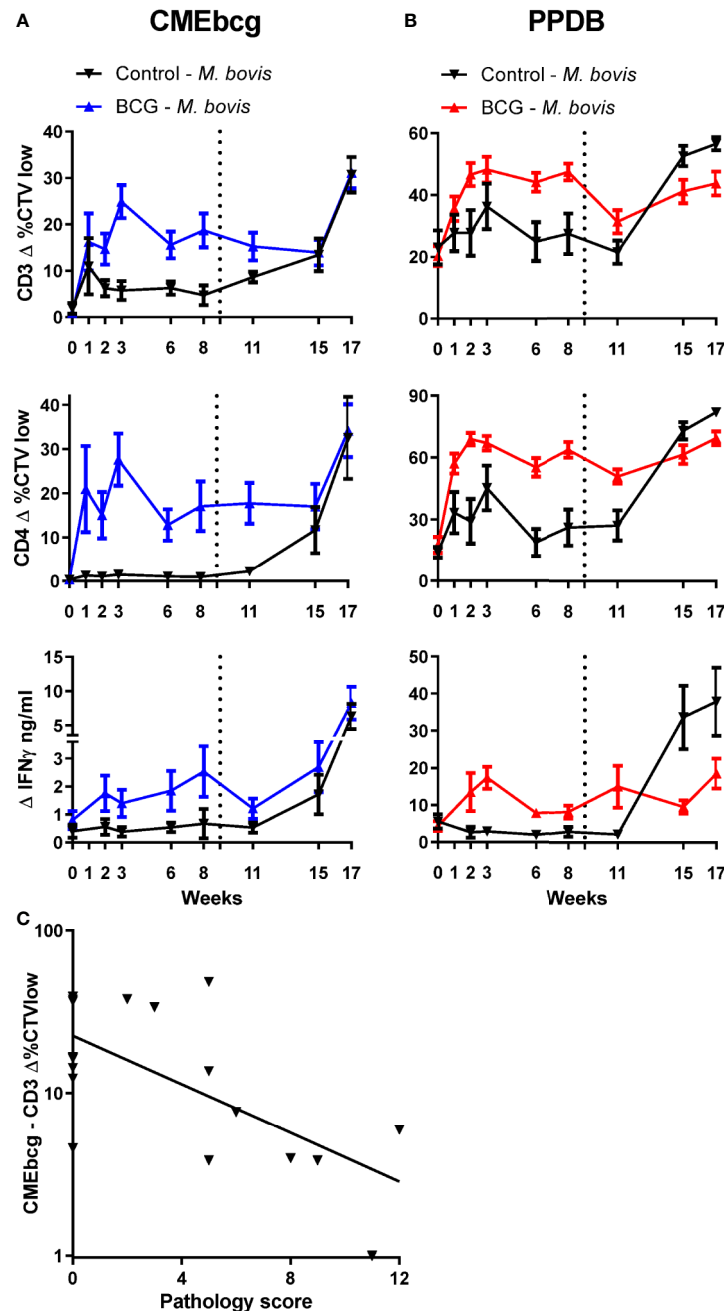 A CMEbcg
Control - M. bovis
BCG - M. bovis
CD3 Δ %CTV low
40
30
20
10
0
0 1 2 3 6 8 11 15 17
CD4 Δ %CTV low
40
30
20
10
0
0 1 2 3 6 8 11 15 17
Δ IFNγ ng/ml
15
10
5
3
2
1
0
0 1 2 3 6 8 11 15 17
Weeks
B PPDB
Control - M. bovis
BCG - M. bovis
60
40
20
0
0 1 2 3 6 8 11 15 17
90
60
30
0
0 1 2 3 6 8 11 15 17
50
40
30
20
10
0
0 1 2 3 6 8 11 15 17
Weeks
C
CMEbcg - CD3 Δ%CTVlow
100
10
1
0 4 8 12
Pathology score